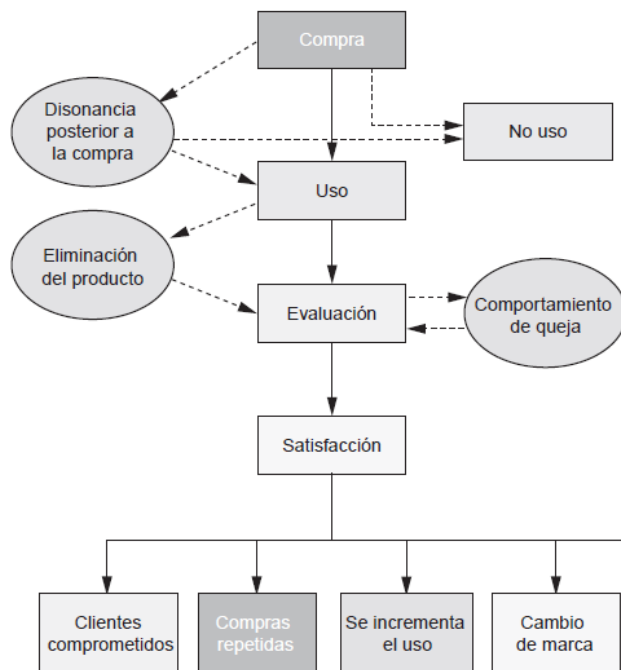 Compra
Disonancia
posterior a
la compra
No uso
Uso
Eliminación
del producto
Evaluación
Comportamiento
de queja
Satisfacción
Clientes
comprometidos
Compras
repetidas
Se incrementa
el uso
Cambio
de marca